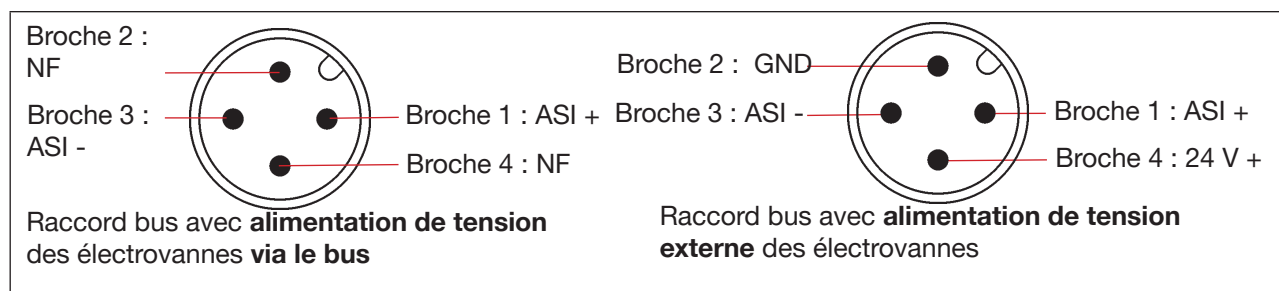 Broche 2 :
NF
Broche 3 :
ASI -
Broche 1 : ASI +
Broche 4 : NF
Raccord bus avec alimentation de tension
des électrovannes via le bus
Broche 2 : GND
Broche 3 : ASI -
Broche 1 : ASI +
Broche 4 : 24 V +
Raccord bus avec alimentation de tension
externe des électrovannes